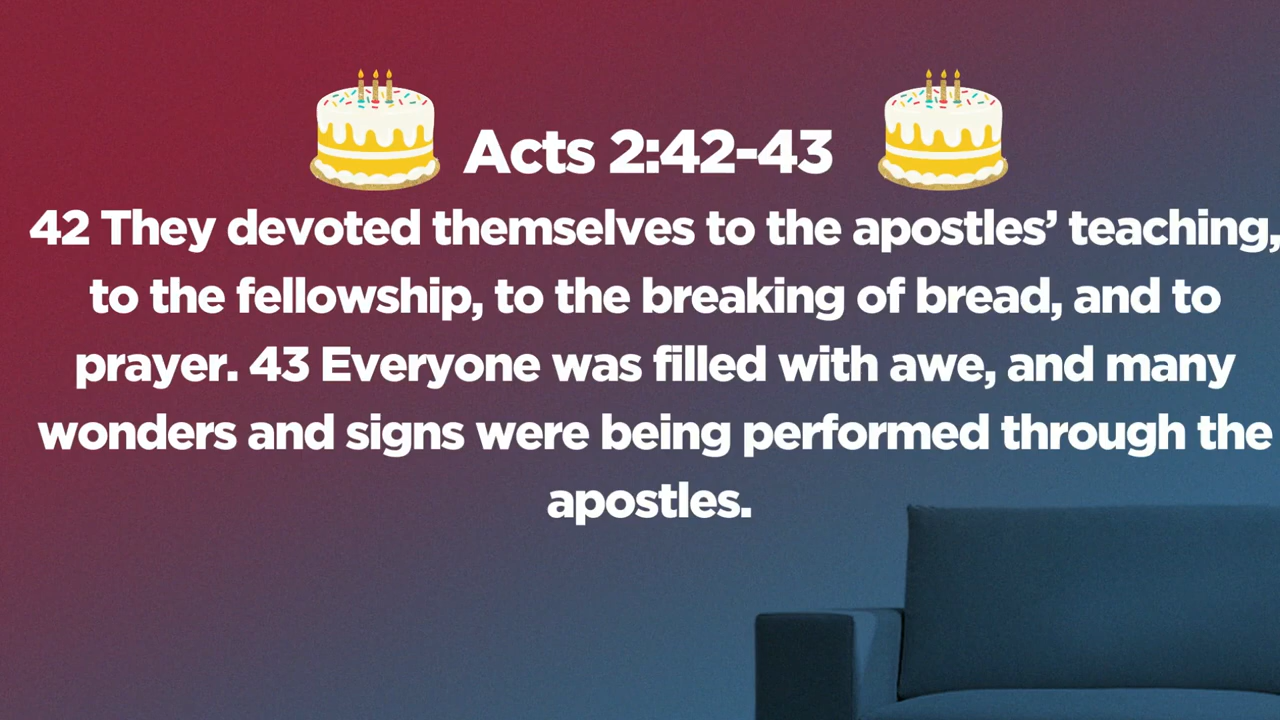 Acts 2:42-43
42 They devoted themselves to the apostles’ teaching,
to the fellowship, to the breaking of bread, and to
prayer. 43 Everyone was filled with awe, and many
wonders and signs were being performed through the
apostles.